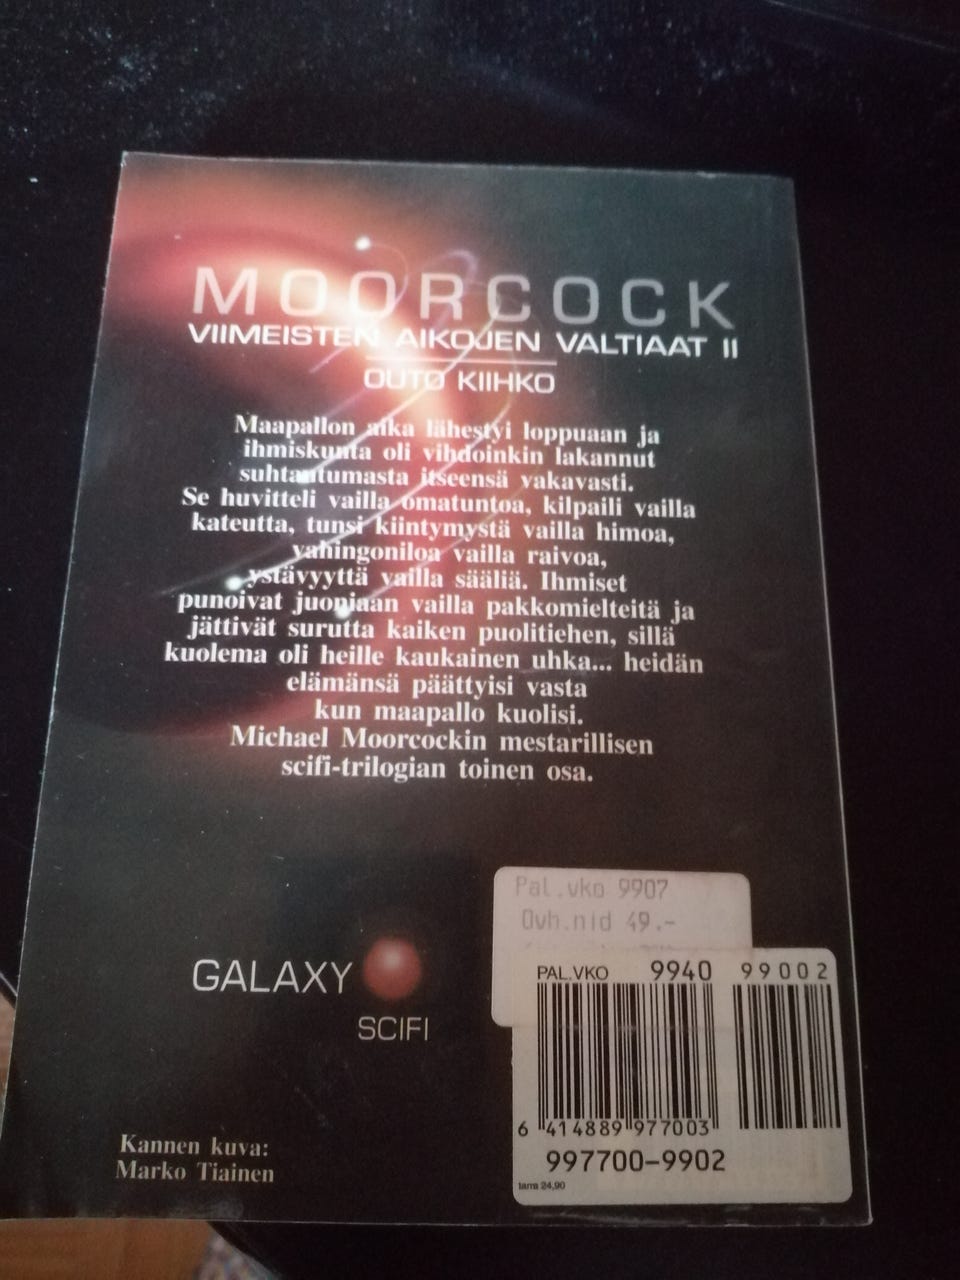 MOORCOCK
VIIMEISTEN AIKOJEN VALTIAAT II
OUTO KIIHKO
Maapallon aika lähestyi loppuaan ja
ihmiskunta oli vihdoinkin lakannut
suhtautumasta itseensä vakavasti.
Se huvitteli vailla omatuntoa, kilpaili vailla
kateutta, tunsi kiintymystä vailla himoa,
vahingoniloa vailla raivoa,
ystävyyttä vailla sääliä. Ihmiset
punoivat juoniaan vailla pakkomielteitä ja
jättivät surutta kaiken puolitiehen, sillä
kuolema oli heille kaukainen uhka... heidän
elämänsä päättyisi vasta
kun maapallo kuolisi.
Michael Moorcockin mestarillisen
scifi-trilogian toinen osa.
Pal.vko 9907
Ovh.nid 49.-
GALAXY
SCIFI
PAL.VKO 9940 99002
6 414889 977003
997700-9902
tarra 24,90
Kannen kuva:
Marko Tiainen